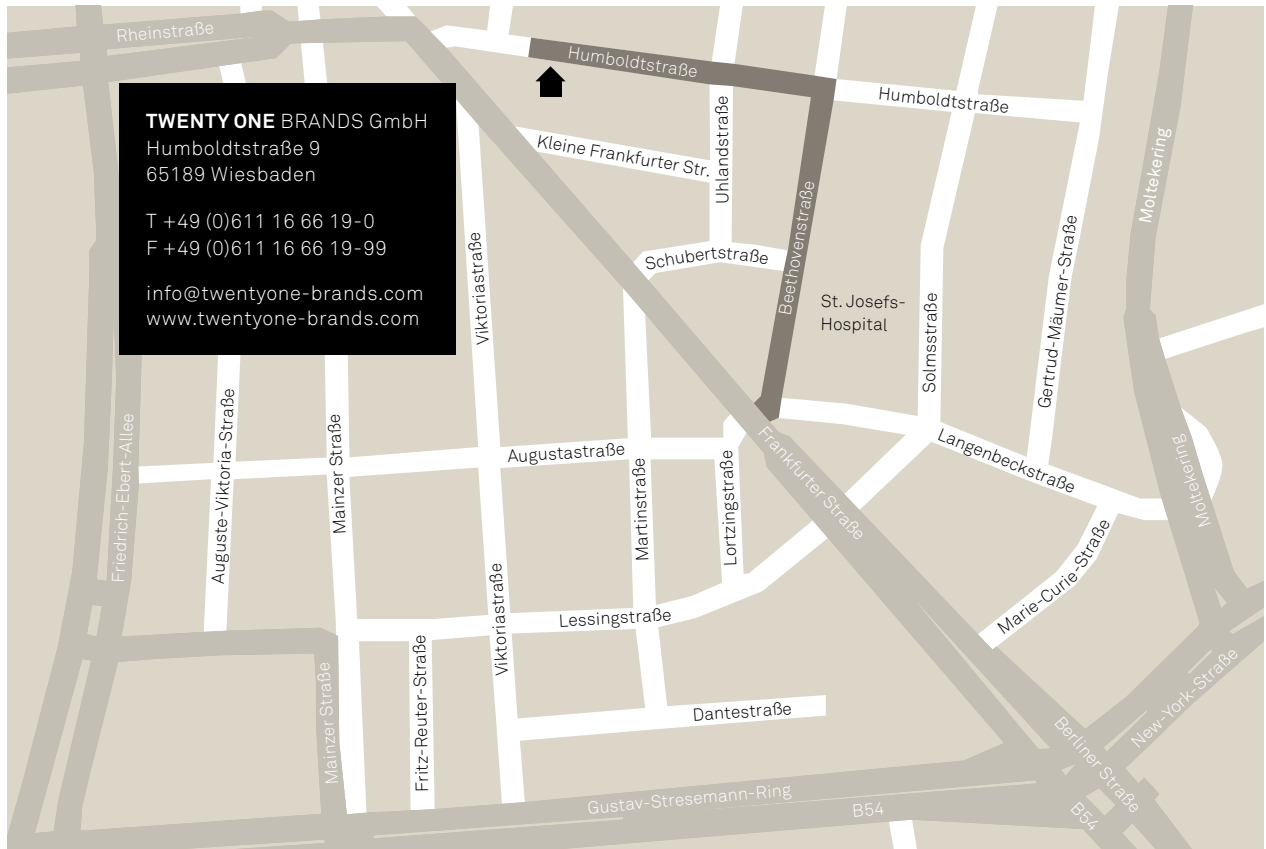 Rheinstraße
Humboldtstraße
Humboldtstraße
TWENTY ONE BRANDS GmbH
Humboldtstraße 9
65189 Wiesbaden
T +49 (0)611 16 66 19-0
F +49 (0)611 16 66 19-99
info@twentyone-brands.com
www.twentyone-brands.com
Kleine Frankfurter Str.
Uhlandstraße
Moltekering
Beethovenstraße
Schubertstraße
Viktoriastraße
St. Josefs-
Hospital
Solmsstraße
Gertrud-Mäumer-Straße
Friedrich-Ebert-Allee
Auguste-Viktoria-Straße
Mainzer Straße
Augustastraße
Martinstraße
Lortzingstraße
Frankfurter Straße
Langenbeckstraße
Moltekering
Marie-Curie-Straße
Lessingstraße
Viktoriastraße
Fritz-Reuter-Straße
Mainzer Straße
Dantestraße
New-York-Straße
Berliner Straße
Gustav-Stresemann-Ring
B54
B54